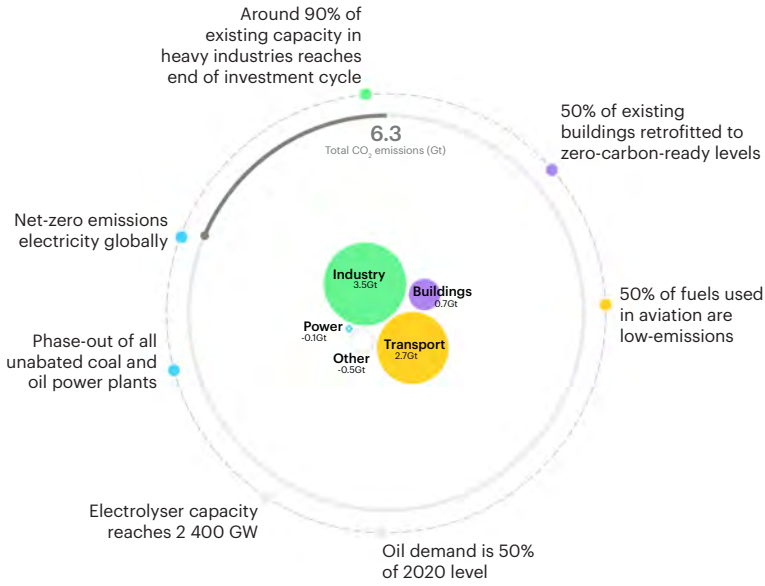 Around 90% of
existing capacity in
heavy industries reaches
end of investment cycle
50% of existing
buildings retrofitted to
zero-carbon-ready levels
6.3
Total CO₂ emissions (Gt)
Net-zero emissions
electricity globally
Industry
3.5Gt
Buildings
0.7Gt
50% of fuels used
in aviation are
low-emissions
Power
-0.1Gt
Transport
2.7Gt
Other
-0.5Gt
Phase-out of all
unabated coal and
oil power plants
Electrolyser capacity
reaches 2 400 GW
Oil demand is 50%
of 2020 level